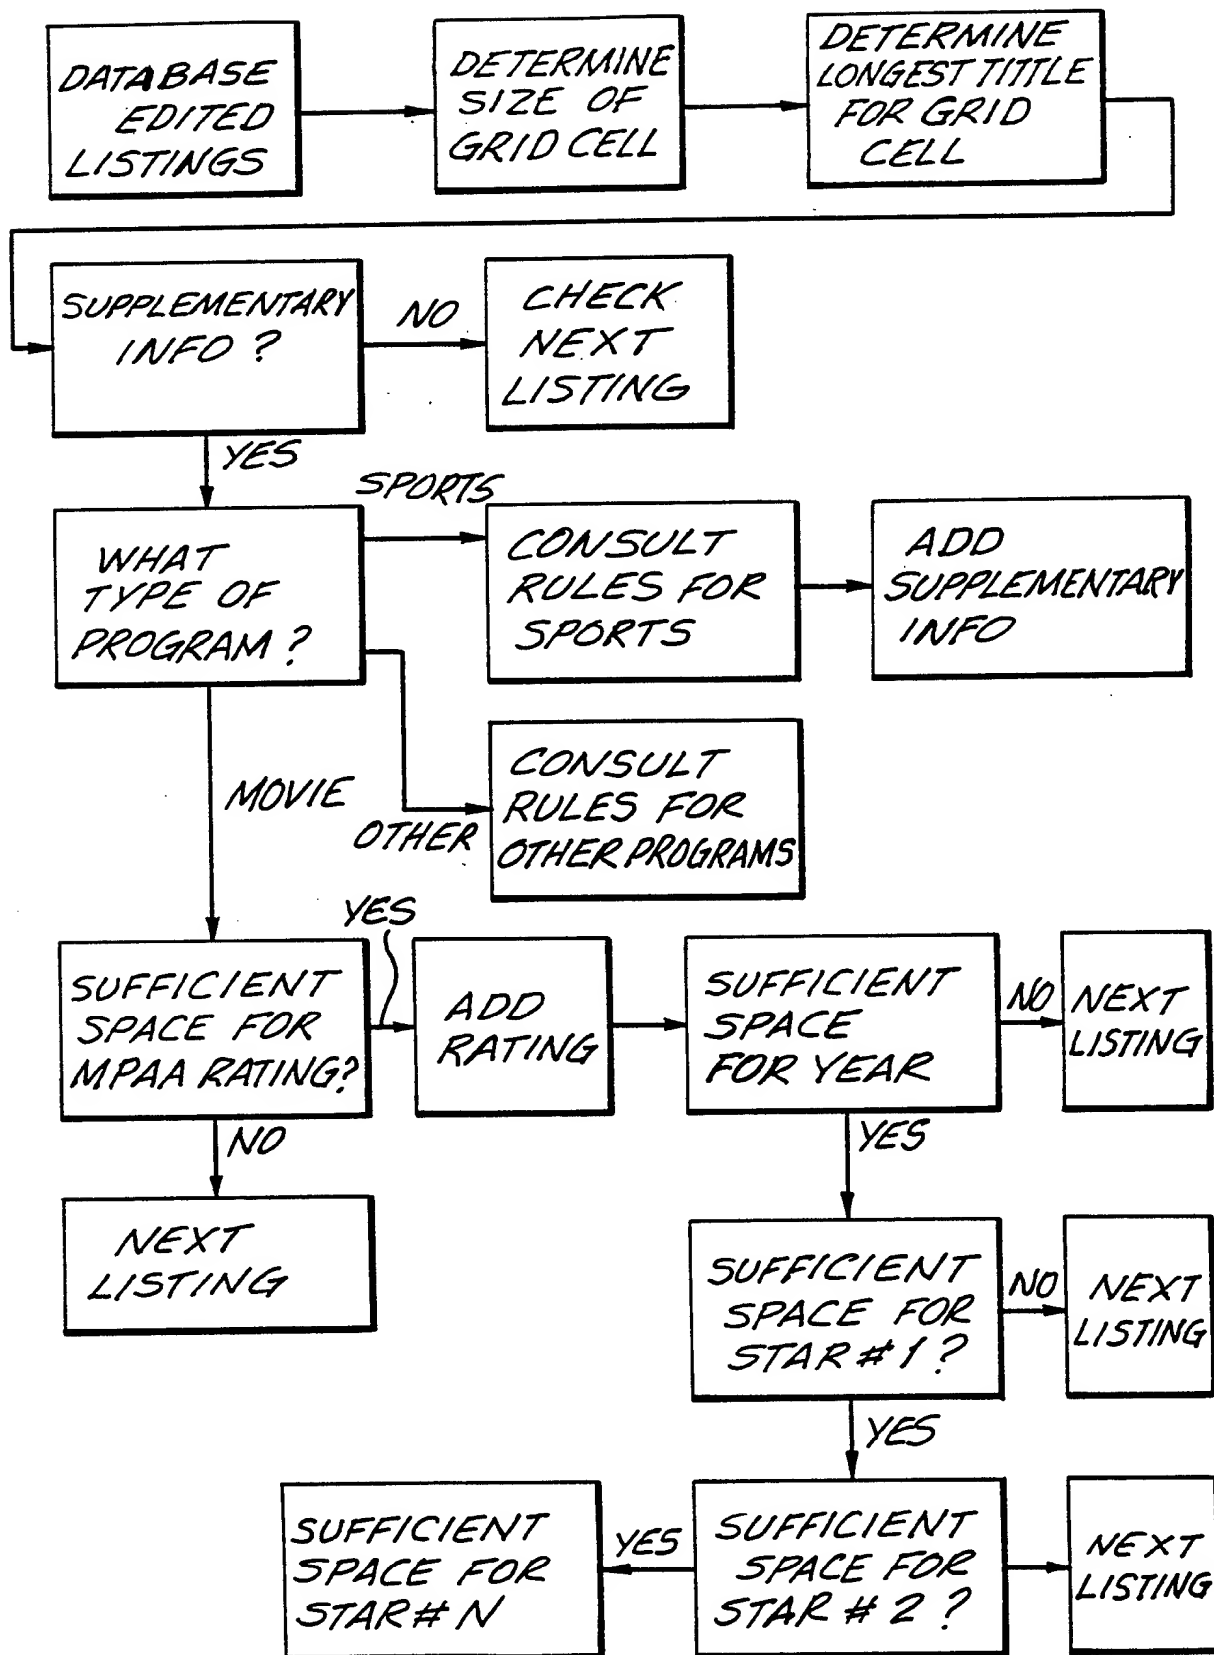 DATABASE
EDITED
LISTINGS
DETERMINE
SIZE OF
GRID CELL
DETERMINE
LONGEST TITTLE
FOR GRID
CELL
SUPPLEMENTARY
INFO?
NO
CHECK
NEXT
LISTING
YES
WHAT
TYPE OF
PROGRAM?
SPORTS
CONSULT
RULES FOR
SPORTS
ADD
SUPPLEMENTARY
INFO
OTHER
CONSULT
RULES FOR
OTHER PROGRAMS
MOVIE
SUFFICIENT
SPACE FOR
MPAA RATING?
YES
ADD
RATING
SUFFICIENT
SPACE
FOR YEAR
NO
NEXT
LISTING
NO
NEXT
LISTING
YES
SUFFICIENT
SPACE FOR
STAR #1?
NO
NEXT
LISTING
YES
SUFFICIENT
SPACE FOR
STAR #2?
NEXT
LISTING
YES
SUFFICIENT
SPACE FOR
STAR# N